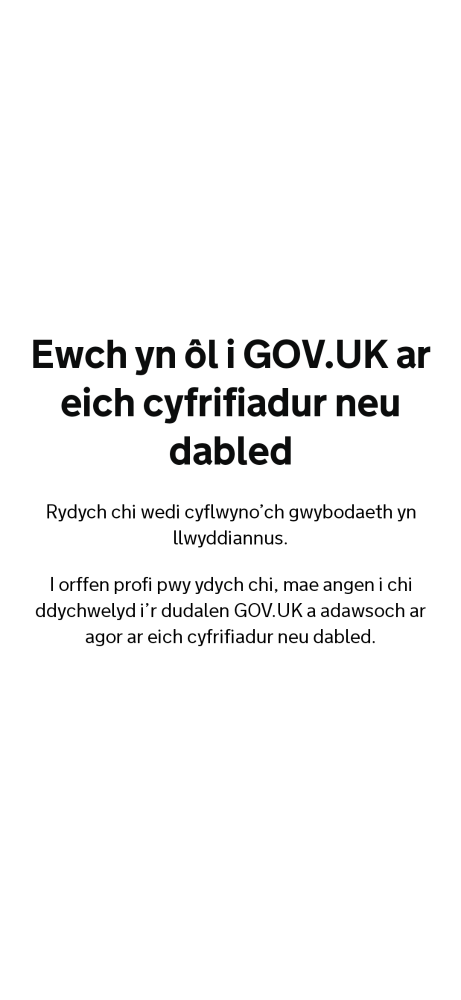 Ewch yn ôl i GOV.UK ar
eich cyfrifiadur neu
dabled
Rydych chi wedi cyflwyno’ch gwybodaeth yn
llwyddiannus.
I orffen profi pwy ydych chi, mae angen i chi
ddychwelyd i’r dudalen GOV.UK a adawsoch ar
agor ar eich cyfrifiadur neu dabled.